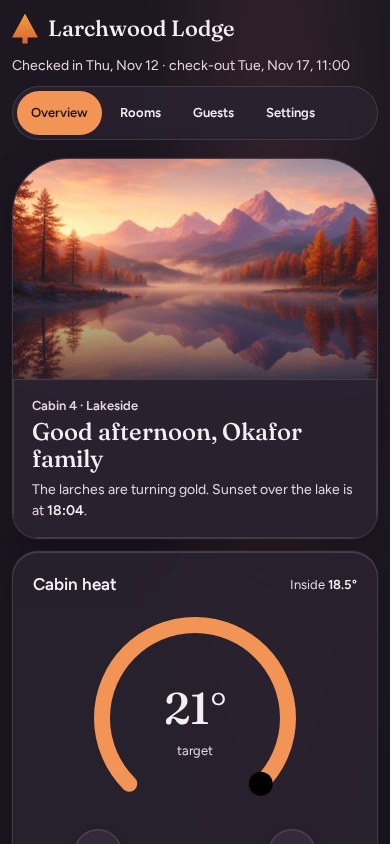 Larchwood Lodge
Checked in Thu, Nov 12 · check-out Tue, Nov 17, 11:00
Overview Rooms Guests Settings
Cabin 4 · Lakeside
Good afternoon, Okafor
family
The larches are turning gold. Sunset over the lake is
at 18:04.
Cabin heat Inside 18.5°
21°
target